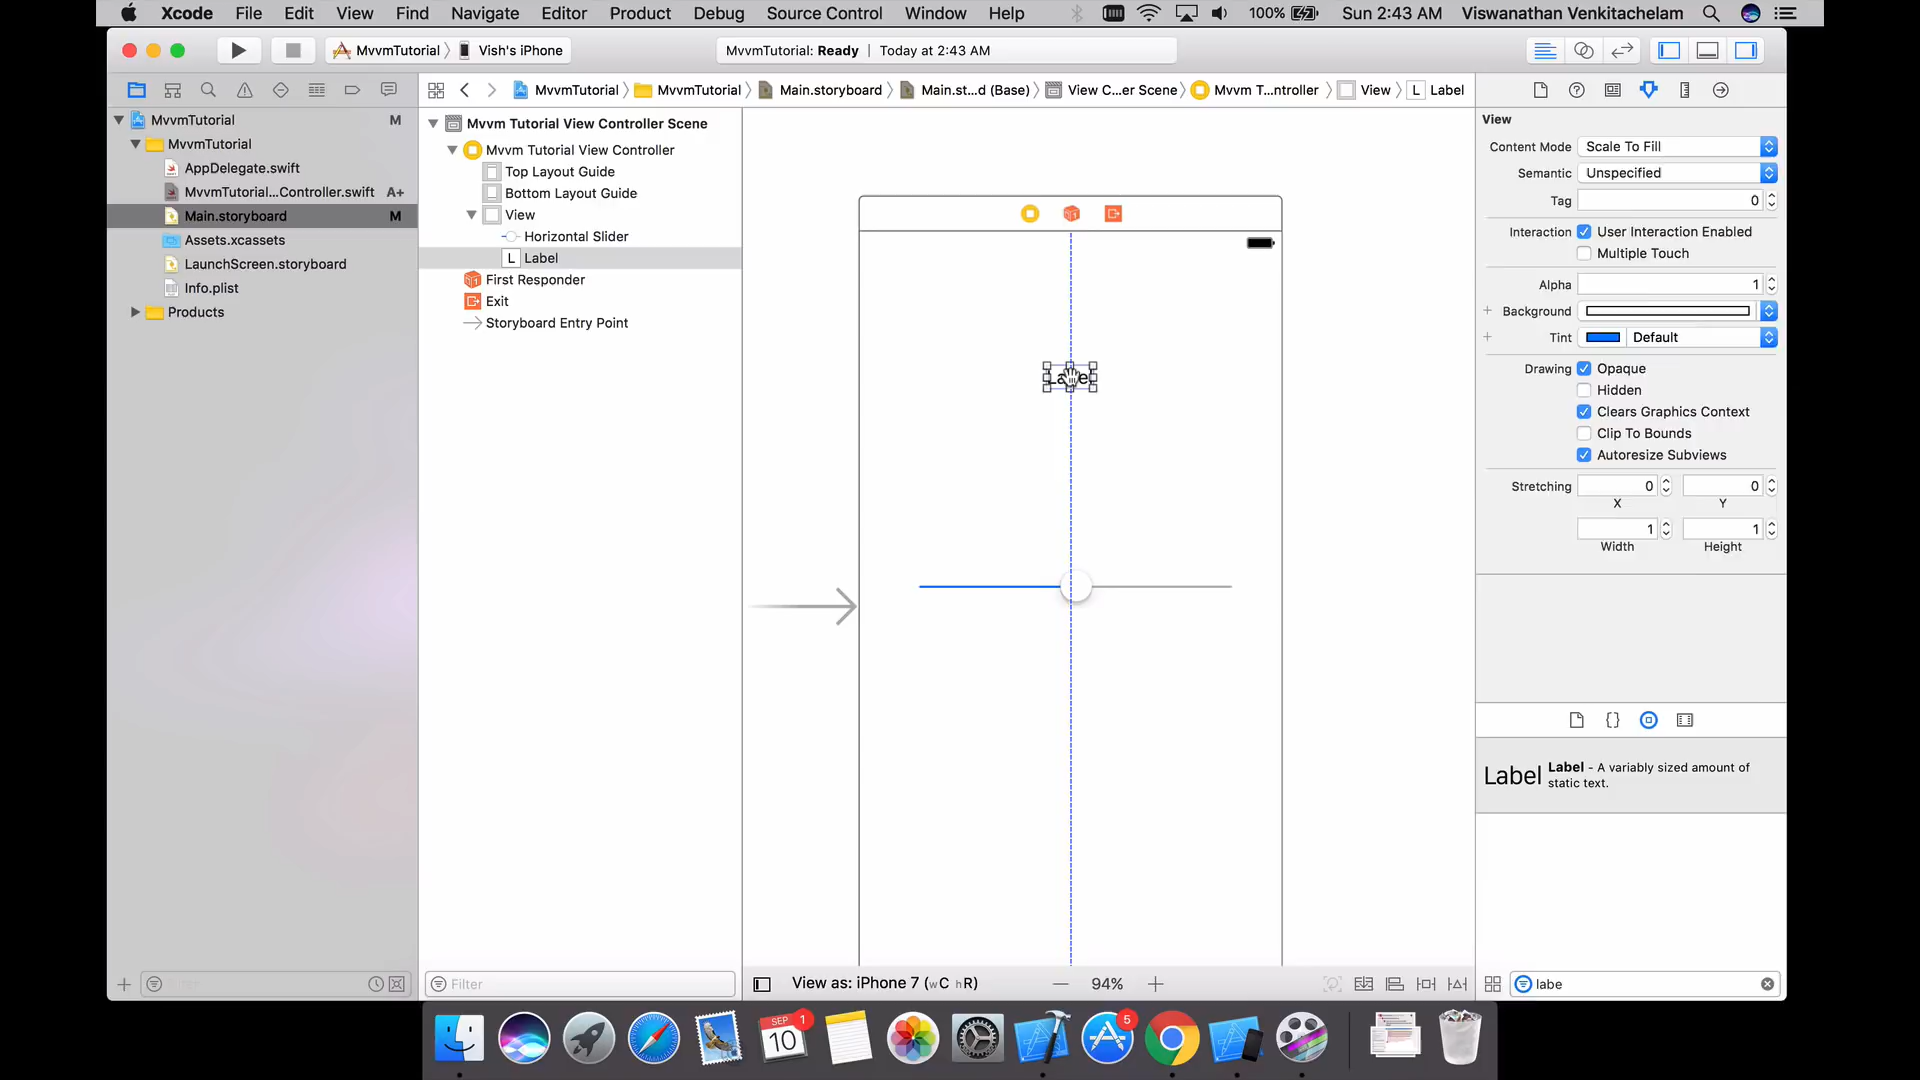 Xcode File Edit View Find Navigate Editor Product Debug Source Control Window Help 100% Sun 2:43 AM Viswanathan Venkitachelam
MvvmTutorial Vish's iPhone
MvvmTutorial: Ready | Today at 2:43 AM
MvvmTutorial MvvmTutorial Main.storyboard Main.st...d (Base) View C...er Scene Mvvm T...ntroller View L Label
MvvmTutorial M
MvvmTutorial
AppDelegate.swift
MvvmTutorial...Controller.swift A+
Main.storyboard M
Assets.xcassets
LaunchScreen.storyboard
Info.plist
Products
Mvvm Tutorial View Controller Scene
Mvvm Tutorial View Controller
Top Layout Guide
Bottom Layout Guide
View
Horizontal Slider
L Label
First Responder
Exit
Storyboard Entry Point
View
Content Mode Scale To Fill
Semantic Unspecified
Tag 0
Interaction User Interaction Enabled
Multiple Touch
Alpha 1
Background
Tint Default
Drawing Opaque
Hidden
Clears Graphics Context
Clip To Bounds
Autoresize Subviews
Stretching 0 0
X Y
1 1
Width Height
Label Label - A variably sized amount of
static text.
Filter
Filter
View as: iPhone 7 (wC hR)
94%
labe
SEP 1
10
5